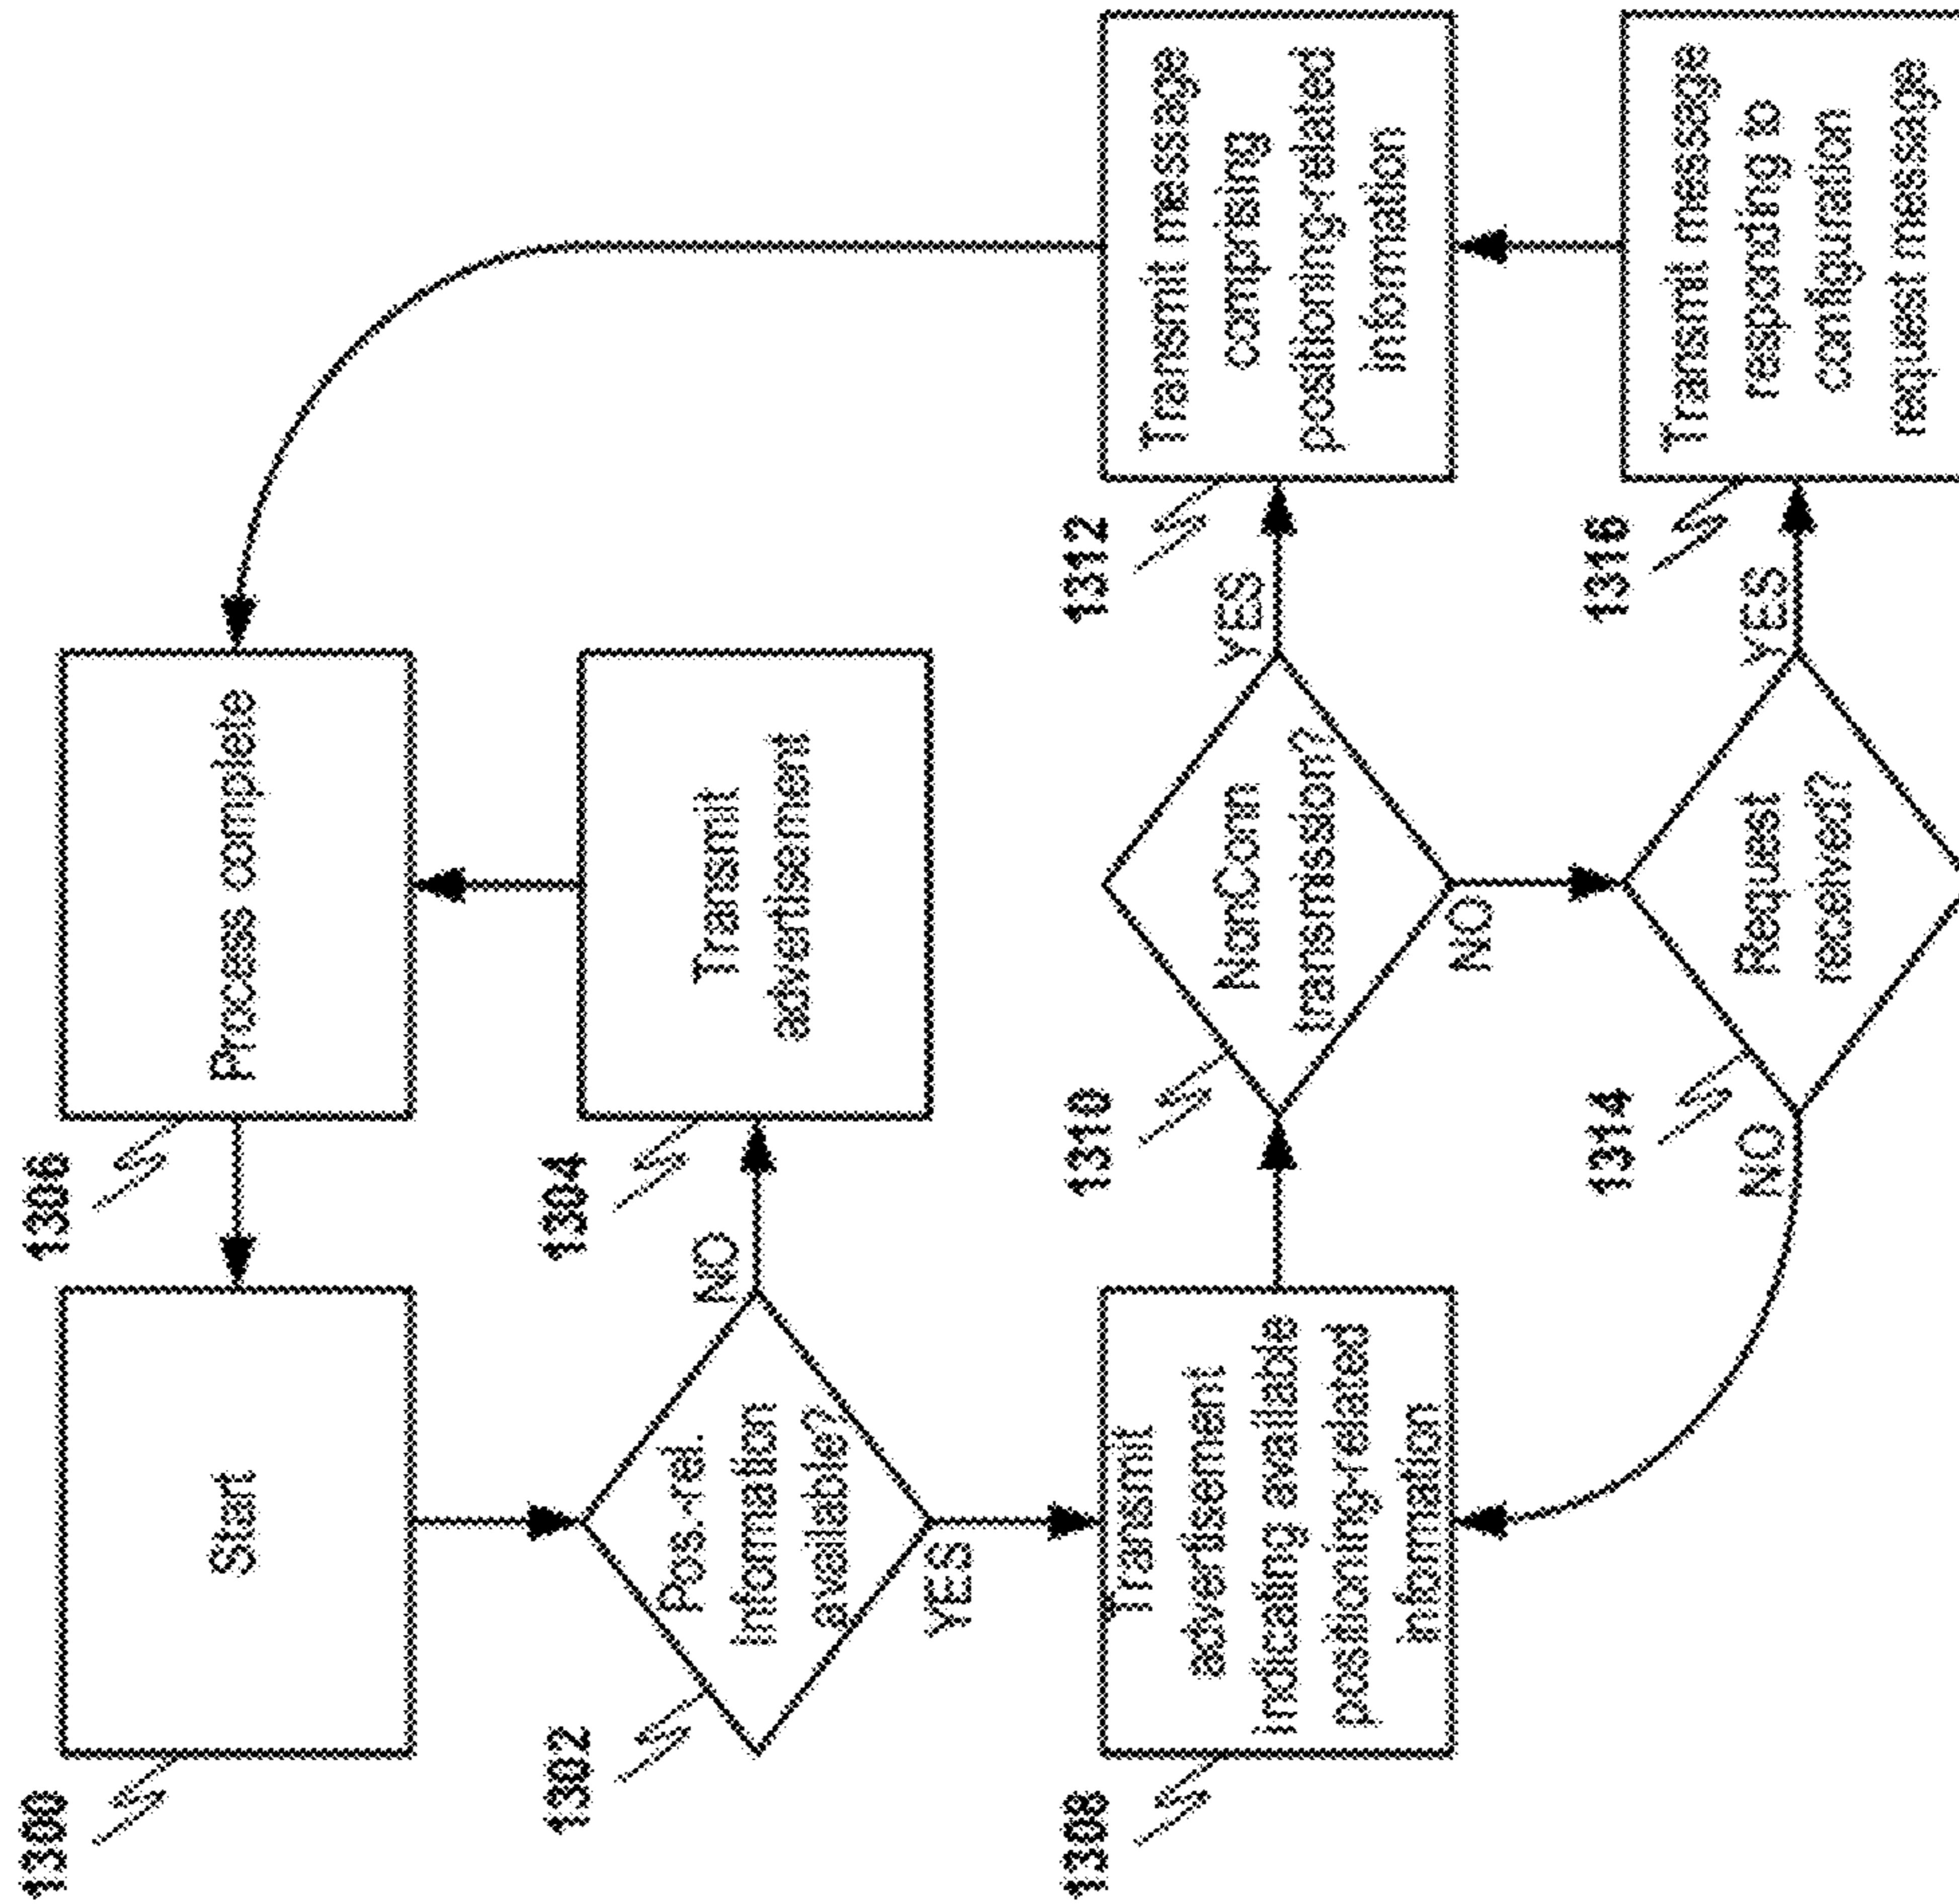 1300
Start
1306
Process complete
1302
Pos.-rel.
information
available?
NO
YES
1304
Transmit
advertisement
1308
Transmit
advertisement
indicating available
positioning-related
information
1310
NonConn
transmission?
YES
NO
1312
Transmit message
comprising
positioning-related
information
1314
Request
received?
NO
YES
1316
Transmit message
responding to
configuration
request message